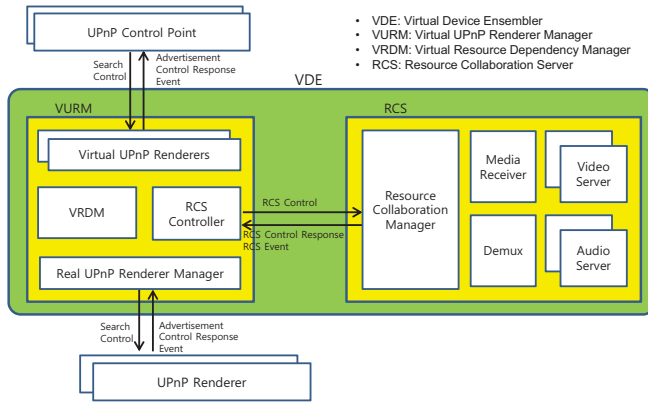 UPnP Control Point
• VDE: Virtual Device Ensembler
• VURM: Virtual UPnP Renderer Manager
• VRDM: Virtual Resource Dependency Manager
• RCS: Resource Collaboration Server
Search
Control
Advertisement
Control Response
Event
VDE
VURM
RCS
Virtual UPnP Renderers
VRDM
RCS
Controller
Real UPnP Renderer Manager
RCS Control
RCS Control Response
RCS Event
Resource
Collaboration
Manager
Media
Receiver
Video
Server
Demux
Audio
Server
Search
Control
Advertisement
Control Response
Event
UPnP Renderer